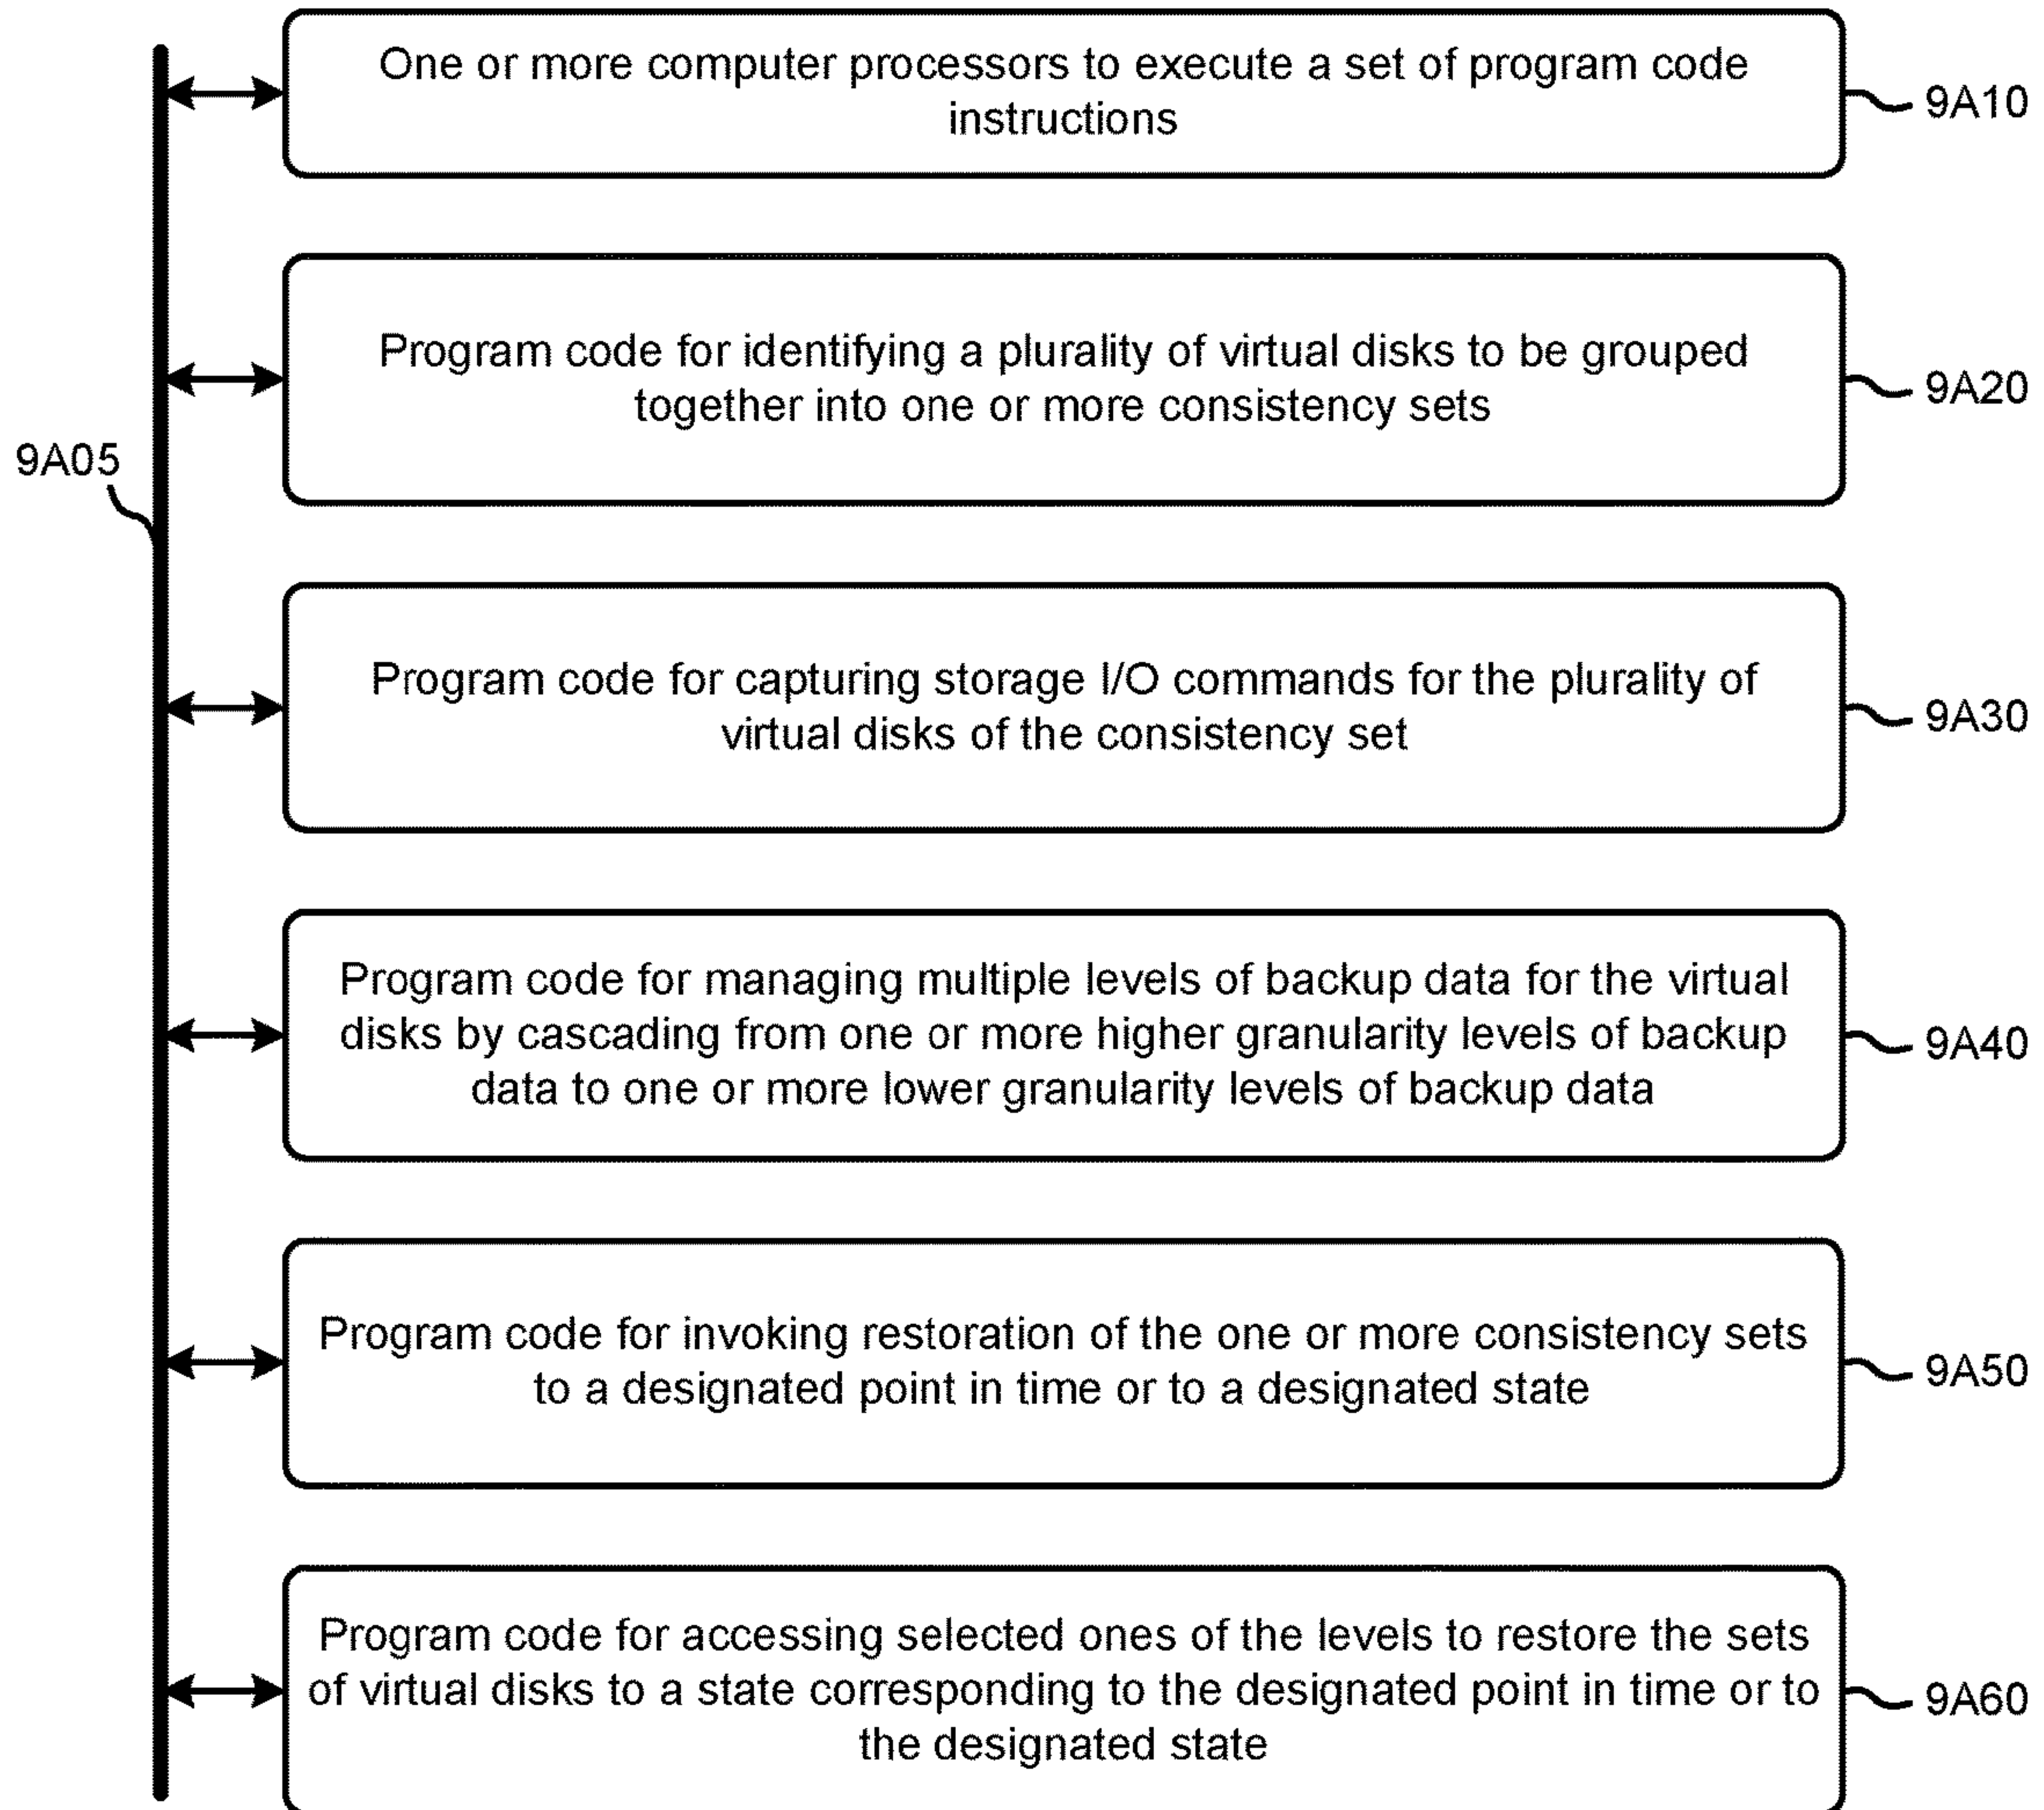 One or more computer processors to execute a set of program code
instructions
9A10
Program code for identifying a plurality of virtual disks to be grouped
together into one or more consistency sets
9A20
9A05
Program code for capturing storage I/O commands for the plurality of
virtual disks of the consistency set
9A30
Program code for managing multiple levels of backup data for the virtual
disks by cascading from one or more higher granularity levels of backup
data to one or more lower granularity levels of backup data
9A40
Program code for invoking restoration of the one or more consistency sets
to a designated point in time or to a designated state
9A50
Program code for accessing selected ones of the levels to restore the sets
of virtual disks to a state corresponding to the designated point in time or to
the designated state
9A60